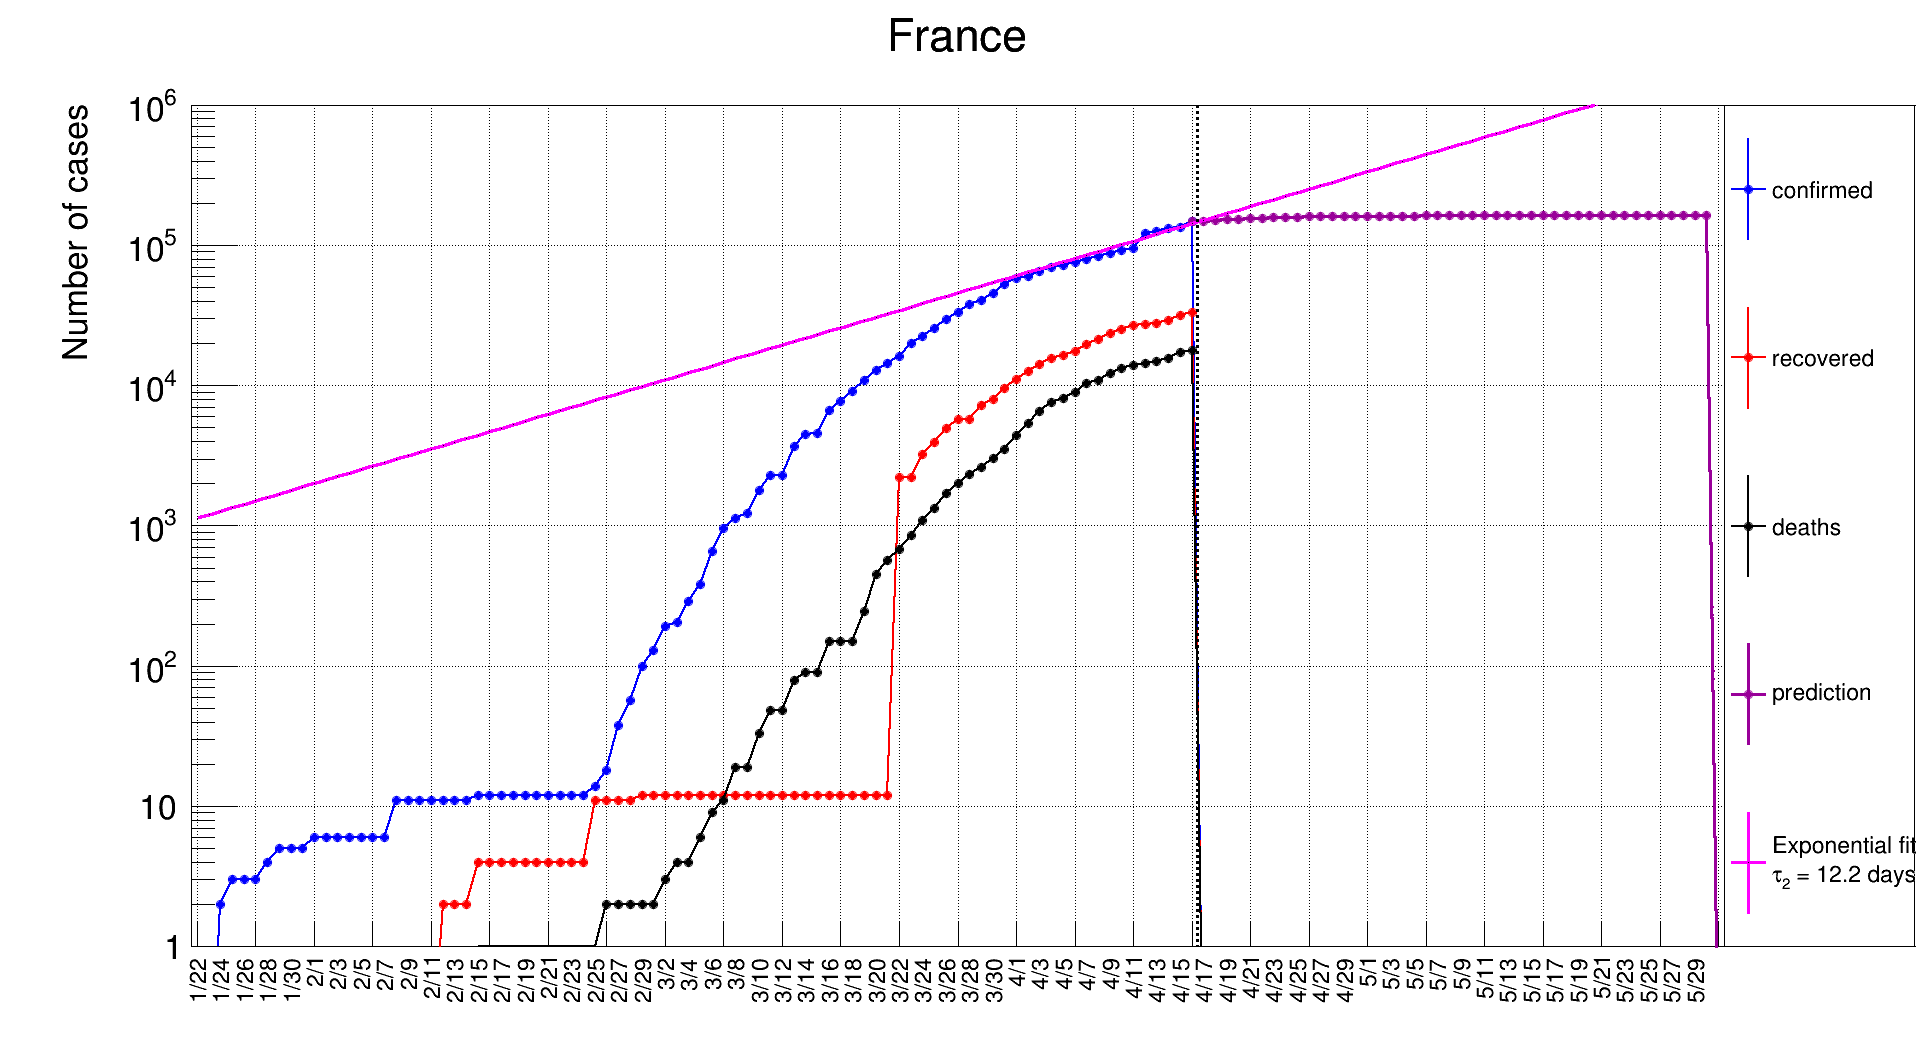 France
Number of cases
10^6
10^5
10^4
10^3
10^2
10
1
1/22 1/24 1/26 1/28 1/30 2/1 2/3 2/5 2/7 2/9 2/11 2/13 2/15 2/17 2/19 2/21 2/23 2/25 2/27 2/29 3/2 3/4 3/6 3/8 3/10 3/12 3/14 3/16 3/18 3/20 3/22 3/24 3/26 3/28 3/30 4/1 4/3 4/5 4/7 4/9 4/11 4/13 4/15 4/17 4/19 4/21 4/23 4/25 4/27 4/29 5/1 5/3 5/5 5/7 5/9 5/11 5/13 5/15 5/17 5/19 5/21 5/23 5/25 5/27 5/29
confirmed
recovered
deaths
prediction
Exponential fit
τ₂ = 12.2 days